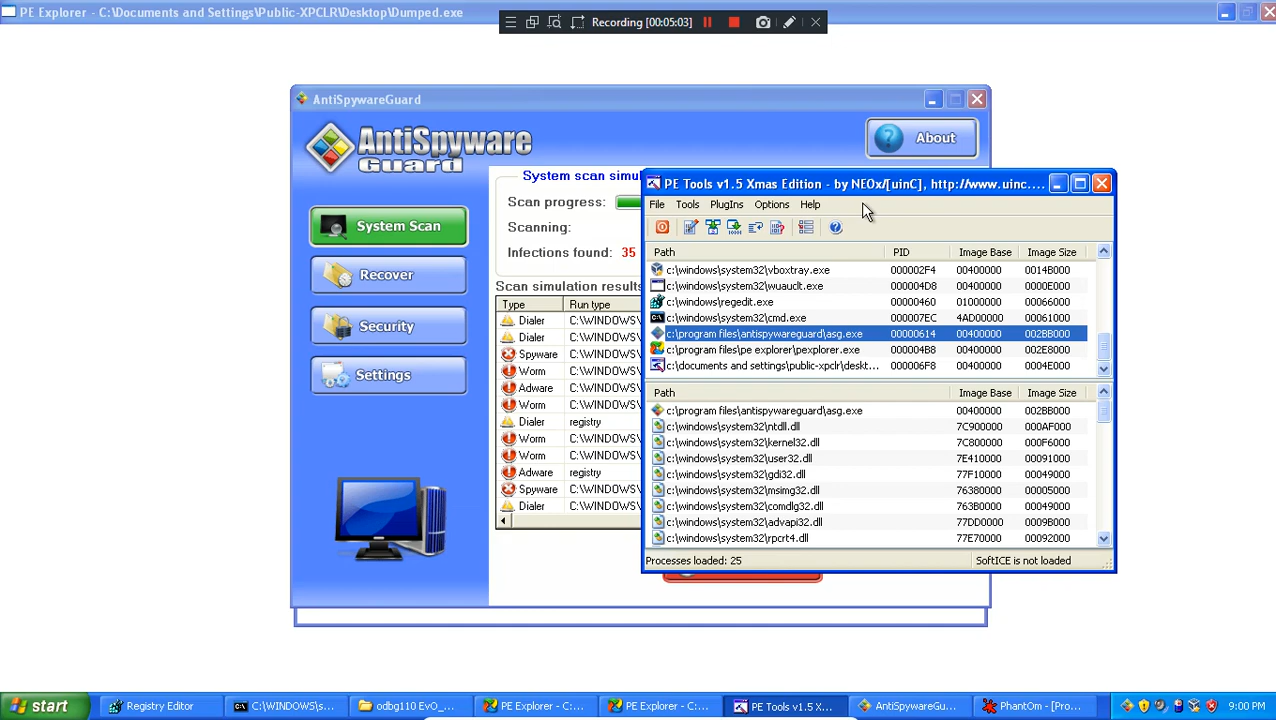 PE Explorer - C:\Documents and Settings\Public-XPCLR\Desktop\Dumped.exe
Recording [00:05:03]
AntiSpywareGuard
AntiSpyware
Guard
About
System Scan
Recover
Security
Settings
System scan simu
Scan progress:
Scanning:
Infections found: 35
Scan simulation results
Type Run type
Dialer C:\WINDOWS\
Dialer C:\WINDOWS\
Spyware C:\WINDOWS\
Worm C:\WINDOWS\
Adware C:\WINDOWS\
Worm C:\WINDOWS\
Dialer registry
Worm C:\WINDOWS\
Worm C:\WINDOWS\
Adware registry
Spyware C:\WINDOWS\
Dialer C:\WINDOWS\
PE Tools v1.5 Xmas Edition - by NEOx/[uinC], http://www.uinc....
File Tools PlugIns Options Help
Path PID Image Base Image Size
c:\windows\system32\vboxtray.exe 000002F4 00400000 0014B000
c:\windows\system32\wuauclt.exe 000004D8 00400000 0000E000
c:\windows\regedit.exe 00000460 01000000 00066000
c:\windows\system32\cmd.exe 000007EC 4AD00000 00061000
c:\program files\antispywareguard\asg.exe 00000614 00400000 002BB000
c:\program files\pe explorer\pexplorer.exe 000004B8 00400000 002E8000
c:\documents and settings\public-xpclr\deskt... 000006F8 00400000 0004E000
Path Image Base Image Size
c:\program files\antispywareguard\asg.exe 00400000 002BB000
c:\windows\system32\ntdll.dll 7C900000 000AF000
c:\windows\system32\kernel32.dll 7C800000 000F6000
c:\windows\system32\user32.dll 7E410000 00091000
c:\windows\system32\gdi32.dll 77F10000 00049000
c:\windows\system32\msimg32.dll 76380000 00005000
c:\windows\system32\comdlg32.dll 763B0000 00049000
c:\windows\system32\advapi32.dll 77DD0000 0009B000
c:\windows\system32\rpcrt4.dll 77E70000 00092000
Processes loaded: 25 SoftICE is not loaded
start
Registry Editor
C:\WINDOWS\s...
odbg110 EvO_...
PE Explorer - C:...
PE Explorer - C:...
PE Tools v1.5 X...
AntiSpywareGu...
PhantOm - [Pro...
9:00 PM